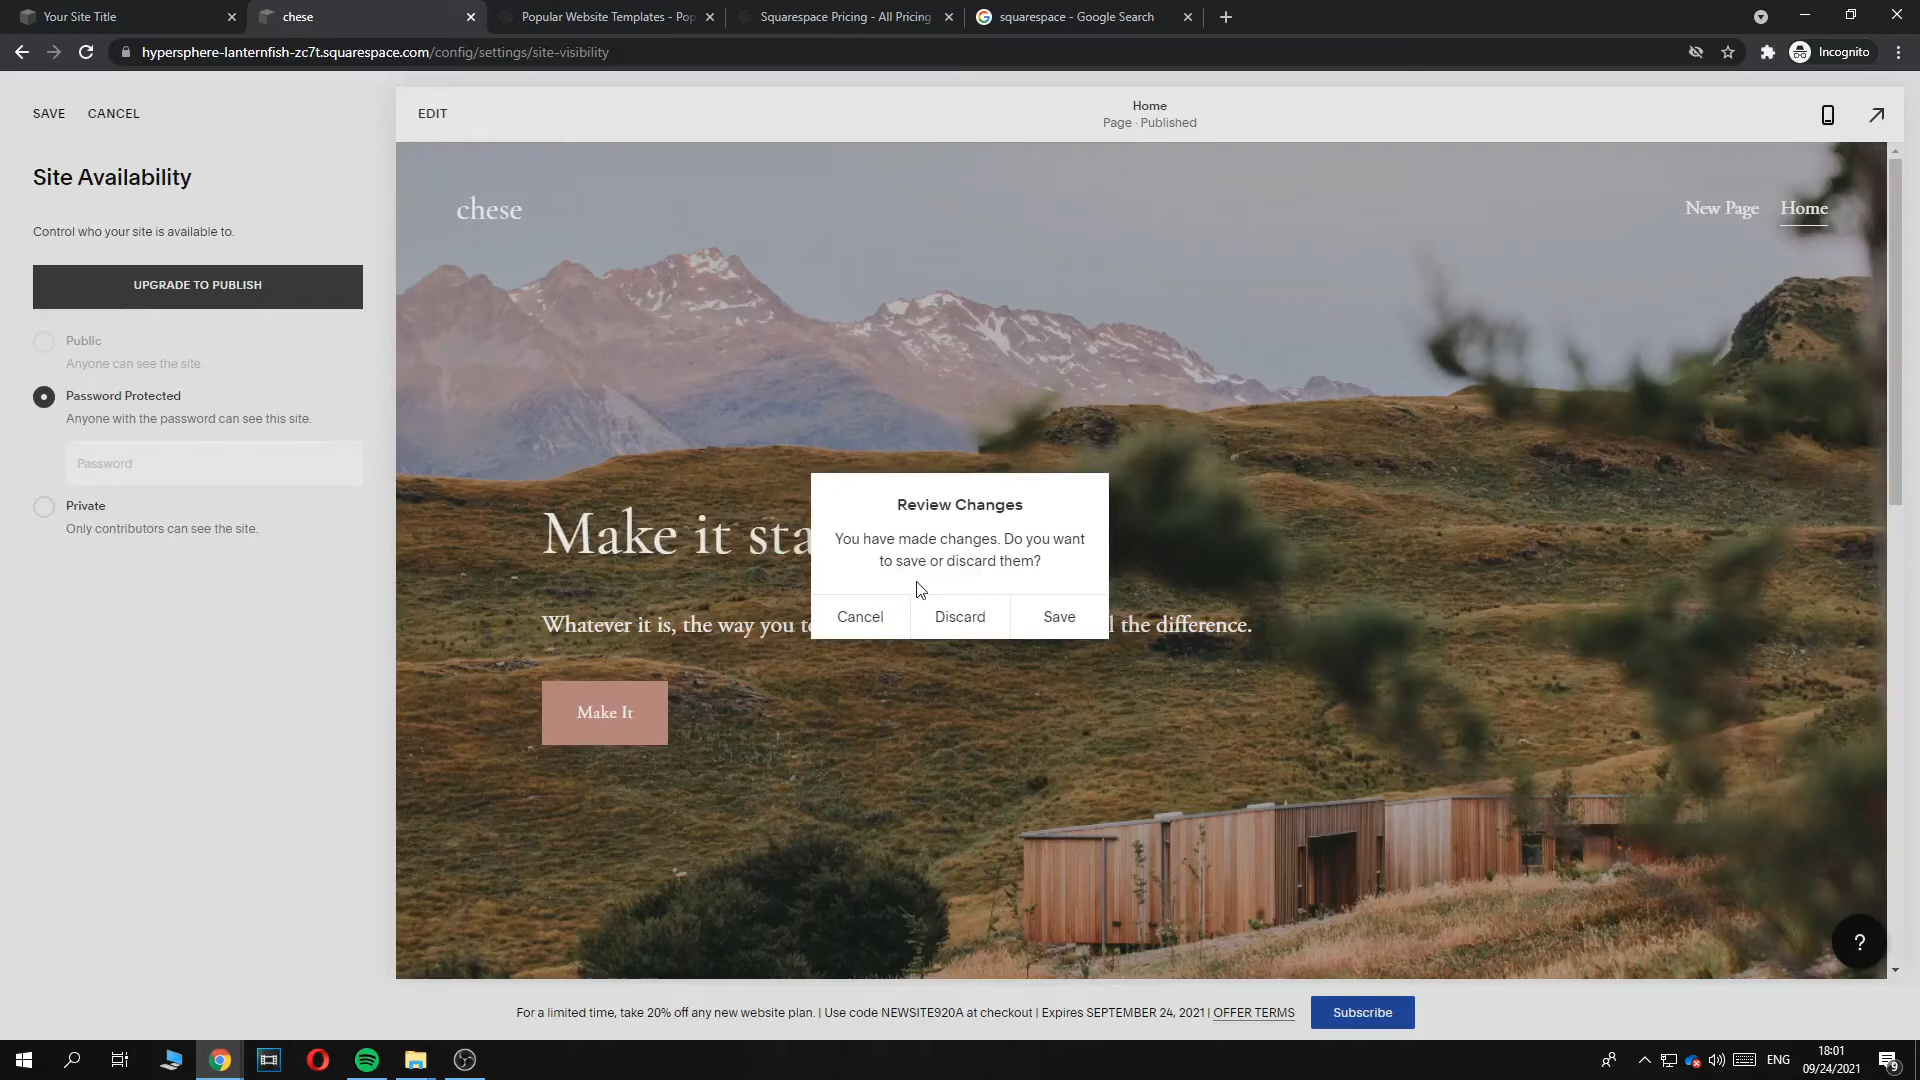 Your Site Title
chese
Popular Website Templates - Pop
Squarespace Pricing - All Pricing
squarespace - Google Search
hypersphere-lanternfish-zc7t.squarespace.com/config/settings/site-visibility
Incognito
SAVE CANCEL
EDIT
Home
Page · Published
Site Availability
Control who your site is available to.
UPGRADE TO PUBLISH
Public
Anyone can see the site.
Password Protected
Anyone with the password can see this site.
Password
Private
Only contributors can see the site.
chese
New Page Home
Make it sta
Whatever it is, the way you te
l the difference.
Make It
Review Changes
You have made changes. Do you want
to save or discard them?
Cancel Discard Save
?
For a limited time, take 20% off any new website plan. | Use code NEWSITE920A at checkout | Expires SEPTEMBER 24, 2021 | OFFER TERMS
Subscribe
ENG
18:01
09/24/2021
9